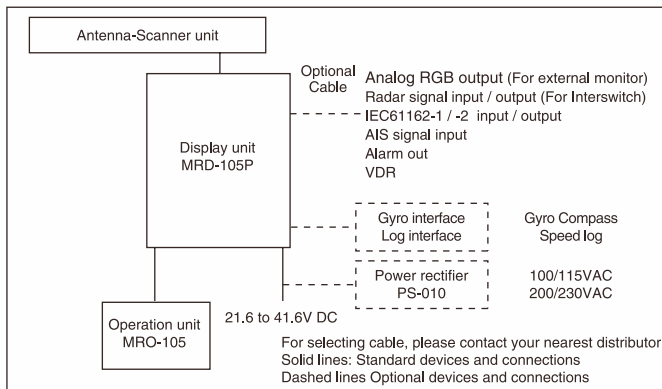 Antenna-Scanner unit
Optional
Cable
Analog RGB output (For external monitor)
Radar signal input / output (For Interswitch)
IEC61162-1 / -2 input / output
AIS signal input
Alarm out
VDR
Display unit
MRD-105P
Gyro interface
Log interface
Gyro Compass
Speed log
Power rectifier
PS-010
100/115VAC
200/230VAC
Operation unit
MRO-105
21.6 to 41.6V DC
For selecting cable, please contact your nearest distributor
Solid lines: Standard devices and connections
Dashed lines Optional devices and connections